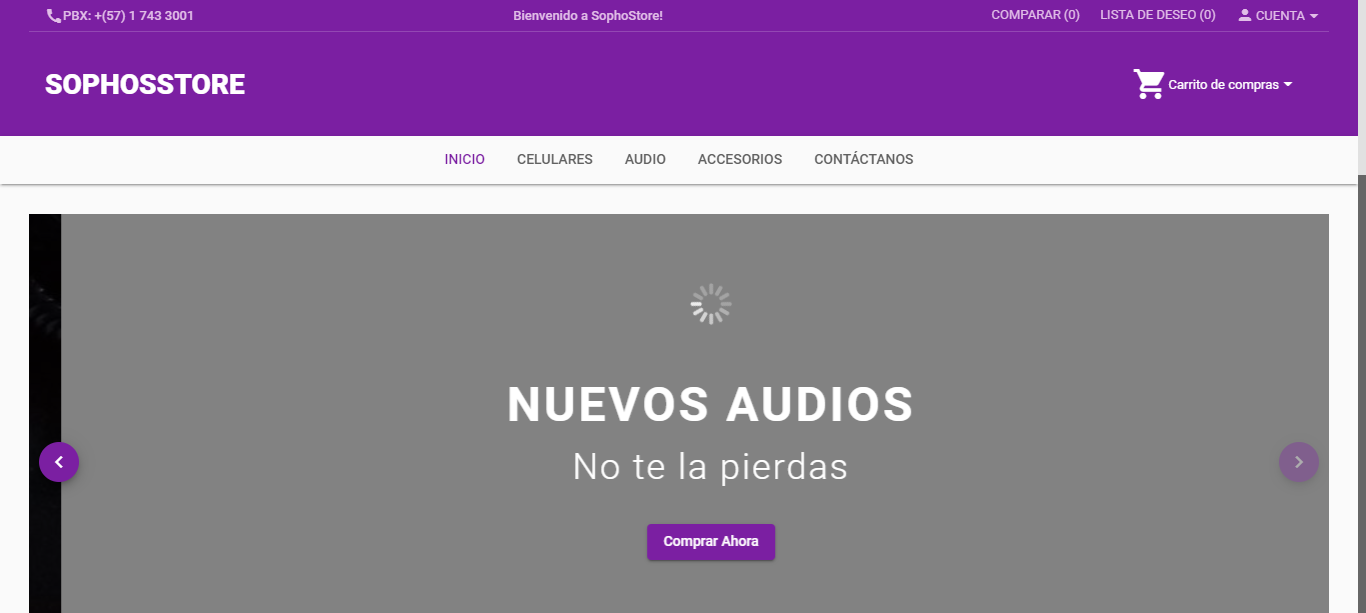 PBX: +(57) 1 743 3001
Bienvenido a SophoStore!
COMPARAR (0)
LISTA DE DESEO (0)
CUENTA
SOPHOSSTORE
Carrito de compras
INICIO
CELULARES
AUDIO
ACCESORIOS
CONTÁCTANOS
NUEVOS AUDIOS
No te la pierdas
Comprar Ahora